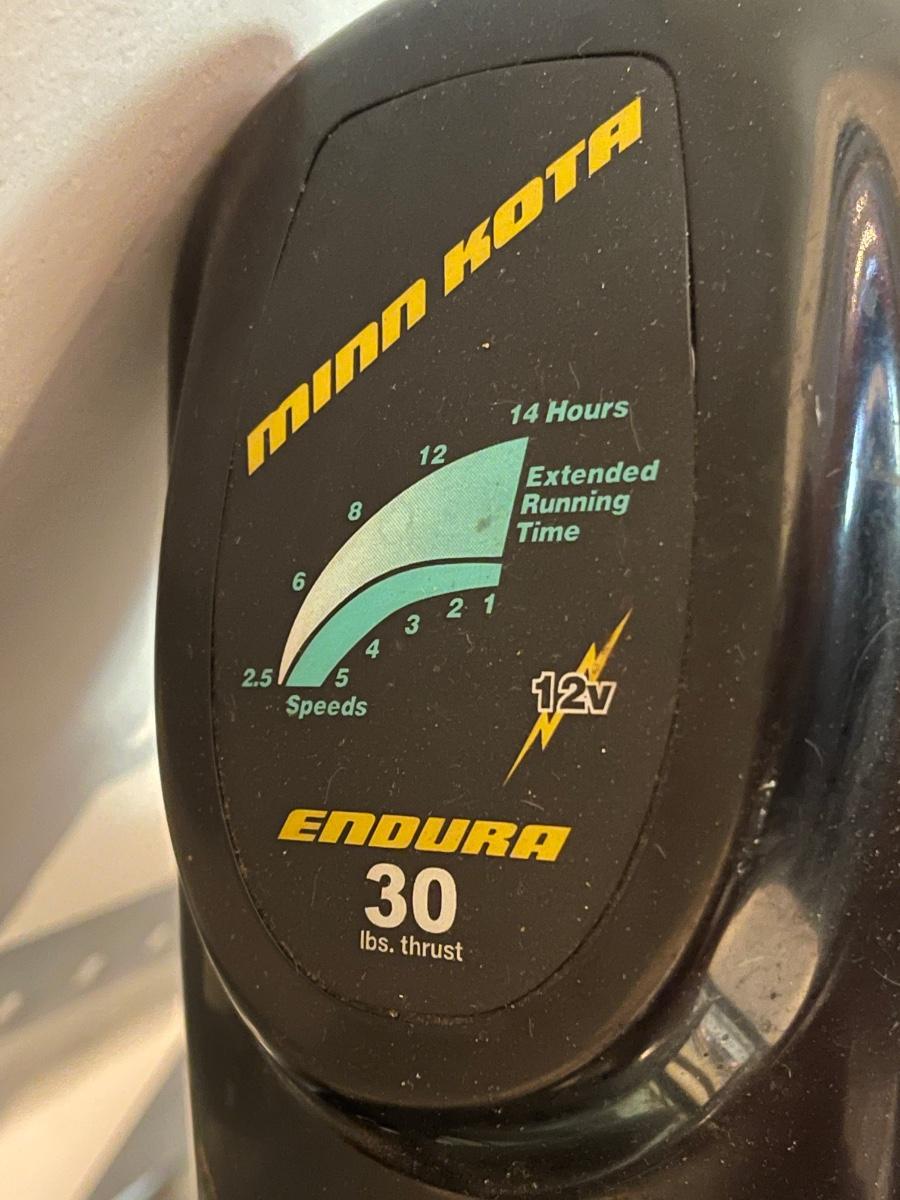 MINN KOTA
14 Hours
12
8
6
2.5
Extended
Running
Time
1
2
3
4
5
Speeds
12v
ENDURA
30
lbs. thrust